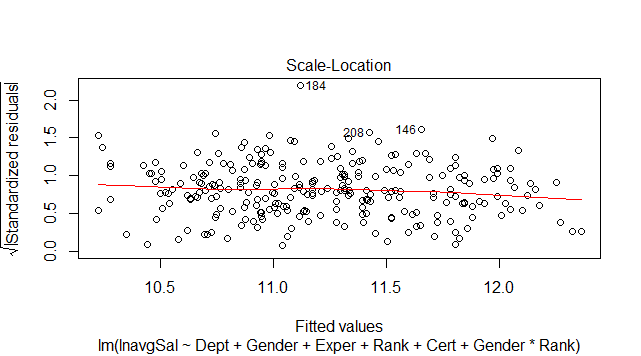 Scale-Location
√|Standardized residuals|
2.0
1.5
1.0
0.5
0.0
184
208
146
10.5 11.0 11.5 12.0
Fitted values
lm(lnavgSal ~ Dept + Gender + Exper + Rank + Cert + Gender * Rank)